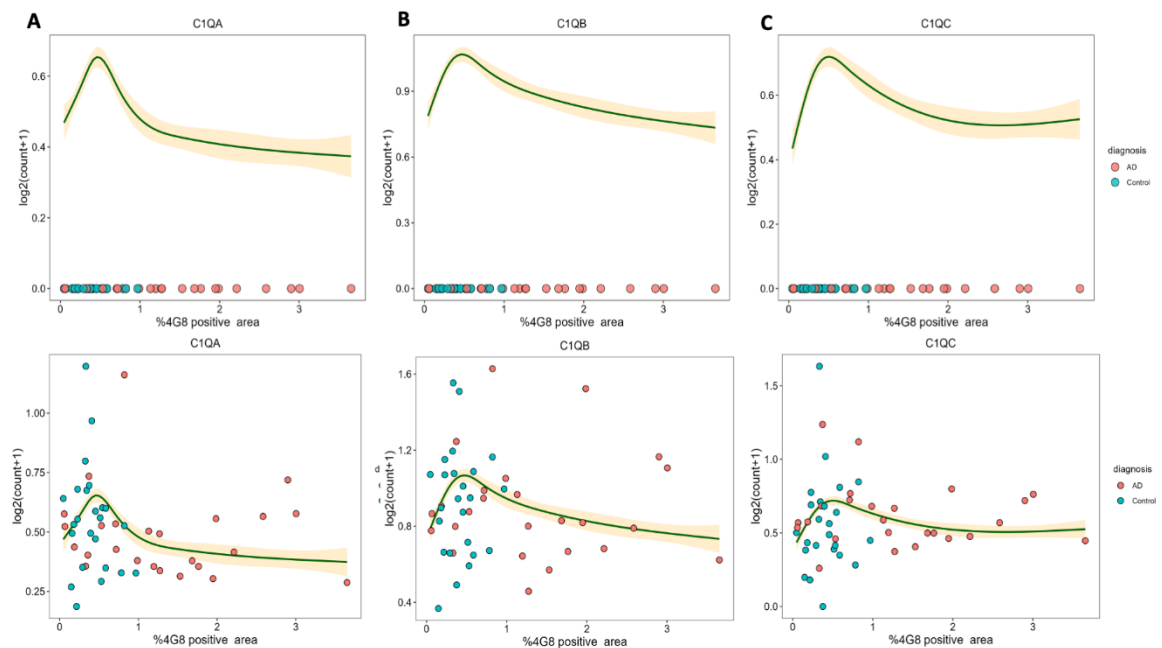 A
B
C
C1QA
C1QB
C1QC
log2(count+1)
0.6
0.4
0.2
0.0
0
1
2
3
%4G8 positive area
log2(count+1)
0.9
0.6
0.3
0.0
0
1
2
3
%4G8 positive area
log2(count+1)
0.6
0.4
0.2
0.0
0
1
2
3
%4G8 positive area
diagnosis
AD
Control
C1QA
C1QB
C1QC
log2(count+1)
1.00
0.75
0.50
0.25
0
1
2
3
%4G8 positive area
d
log2(count+1)
1.6
1.2
0.8
0.4
0
1
2
3
%4G8 positive area
log2(count+1)
1.5
1.0
0.5
0.0
0
1
2
3
%4G8 positive area
diagnosis
AD
Control